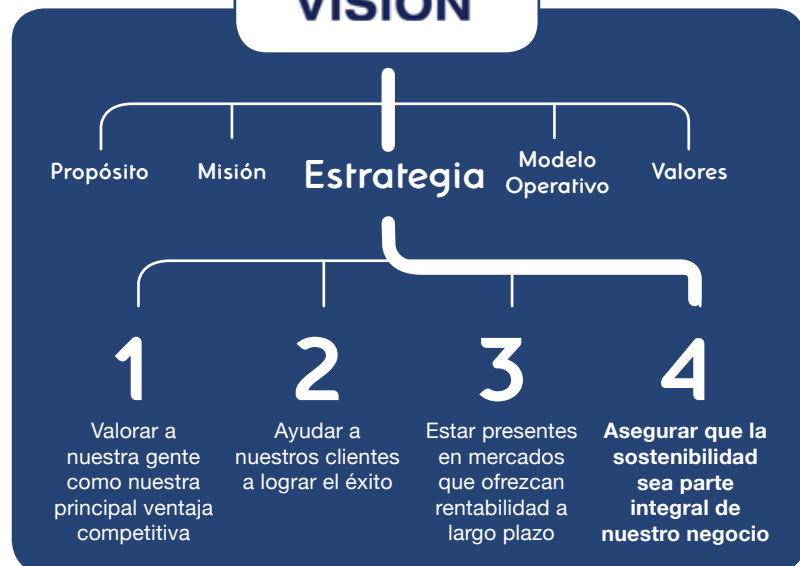 VISIÓN
Propósito
Misión
Estrategia
Modelo
Operativo
Valores
1
Valorar a
nuestra gente
como nuestra
principal ventaja
competitiva
2
Ayudar a
nuestros clientes
a lograr el éxito
3
Estar presentes
en mercados
que ofrezcan
rentabilidad a
largo plazo
4
Asegurar que la
sostenibilidad
sea parte
integral de
nuestro negocio